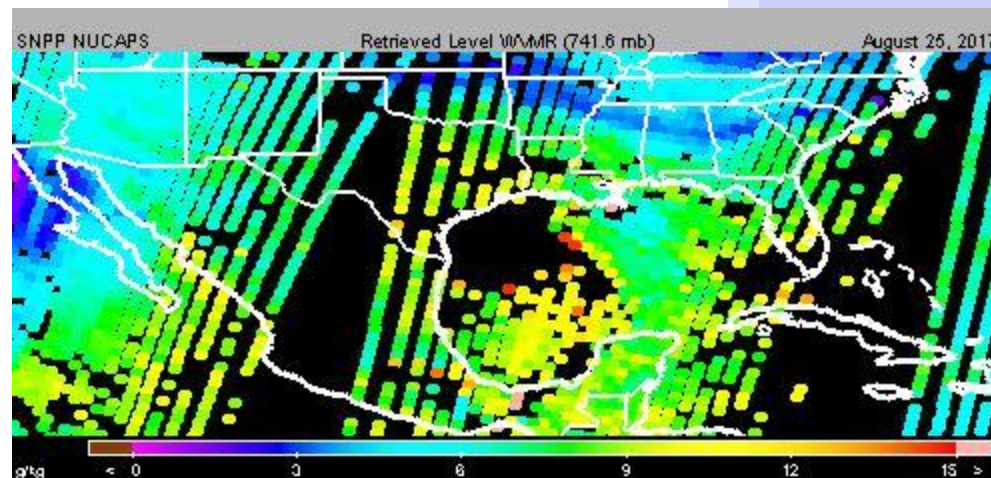 SNPP NUCAPS Retrieved Level WVMR (741.6 mb) August 25, 2017
g/kg < 0 3 6 9 12 15 >